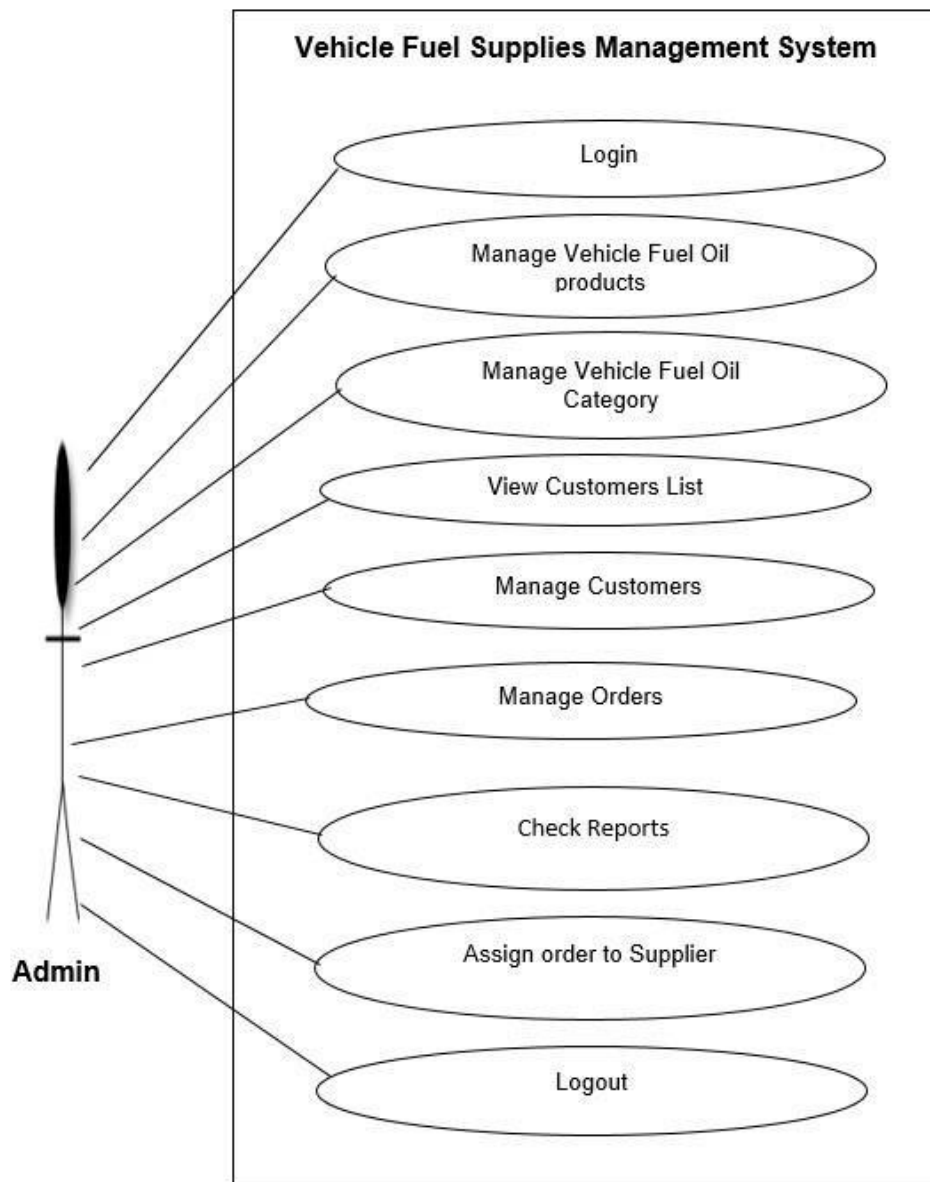 Vehicle Fuel Supplies Management System
Login
Manage Vehicle Fuel Oil
products
Manage Vehicle Fuel Oil
Category
View Customers List
Manage Customers
Manage Orders
Check Reports
Assign order to Supplier
Admin
Logout